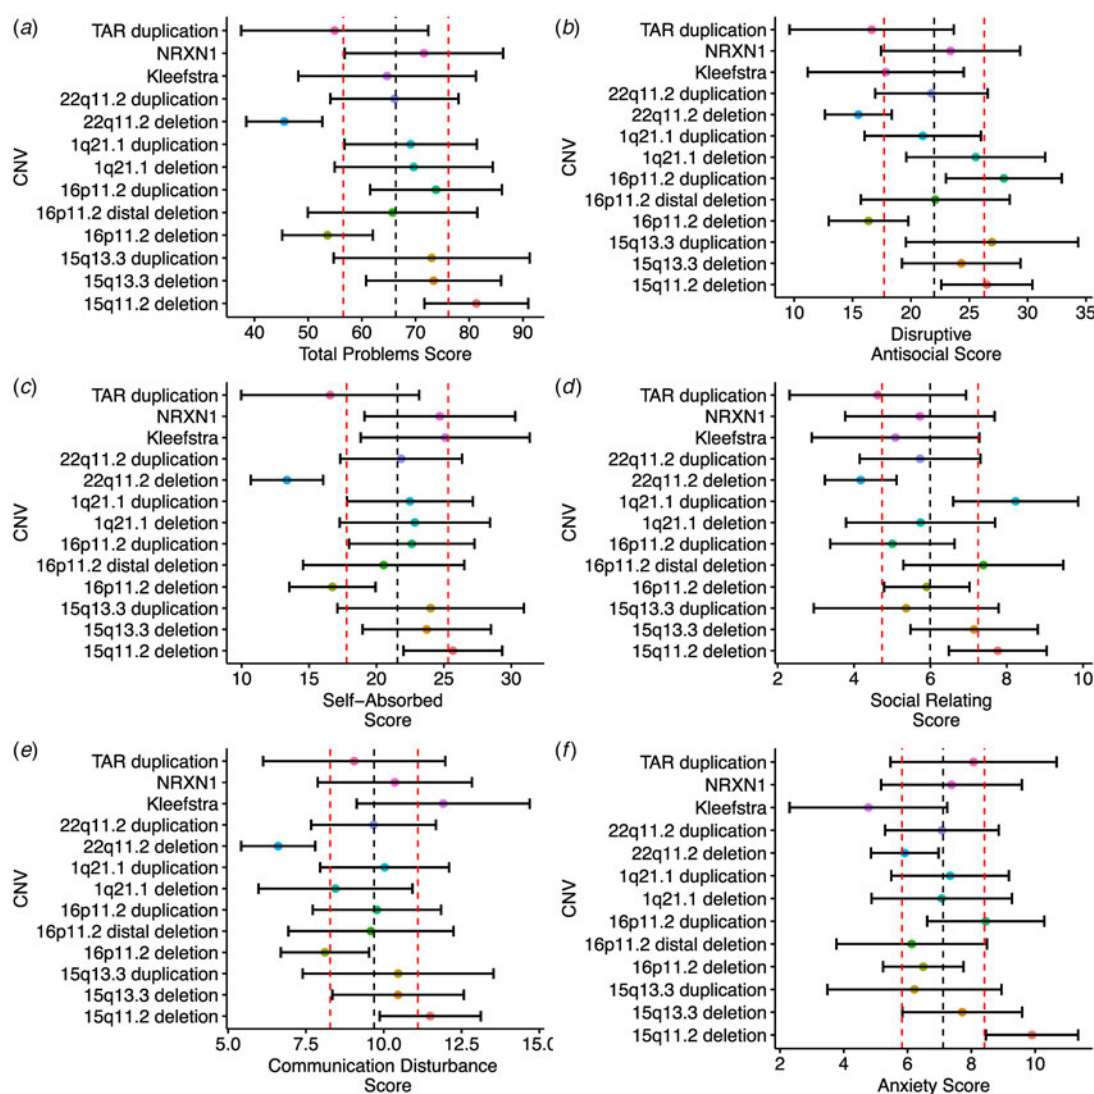 (a)
TAR duplication
NRXN1
Kleefstra
22q11.2 duplication
22q11.2 deletion
1q21.1 duplication
1q21.1 deletion
16p11.2 duplication
16p11.2 distal deletion
16p11.2 deletion
15q13.3 duplication
15q13.3 deletion
15q11.2 deletion
CNV
40 50 60 70 80 90
Total Problems Score
(b)
TAR duplication
NRXN1
Kleefstra
22q11.2 duplication
22q11.2 deletion
1q21.1 duplication
1q21.1 deletion
16p11.2 duplication
16p11.2 distal deletion
16p11.2 deletion
15q13.3 duplication
15q13.3 deletion
15q11.2 deletion
CNV
10 15 20 25 30 35
Disruptive
Antisocial Score
(c)
TAR duplication
NRXN1
Kleefstra
22q11.2 duplication
22q11.2 deletion
1q21.1 duplication
1q21.1 deletion
16p11.2 duplication
16p11.2 distal deletion
16p11.2 deletion
15q13.3 duplication
15q13.3 deletion
15q11.2 deletion
CNV
10 15 20 25 30
Self-Absorbed
Score
(d)
TAR duplication
NRXN1
Kleefstra
22q11.2 duplication
22q11.2 deletion
1q21.1 duplication
1q21.1 deletion
16p11.2 duplication
16p11.2 distal deletion
16p11.2 deletion
15q13.3 duplication
15q13.3 deletion
15q11.2 deletion
CNV
2 4 6 8 10
Social Relating
Score
(e)
TAR duplication
NRXN1
Kleefstra
22q11.2 duplication
22q11.2 deletion
1q21.1 duplication
1q21.1 deletion
16p11.2 duplication
16p11.2 distal deletion
16p11.2 deletion
15q13.3 duplication
15q13.3 deletion
15q11.2 deletion
CNV
5.0 7.5 10.0 12.5 15.0
Communication Disturbance
Score
(f)
TAR duplication
NRXN1
Kleefstra
22q11.2 duplication
22q11.2 deletion
1q21.1 duplication
1q21.1 deletion
16p11.2 duplication
16p11.2 distal deletion
16p11.2 deletion
15q13.3 duplication
15q13.3 deletion
15q11.2 deletion
CNV
2 4 6 8 10
Anxiety Score